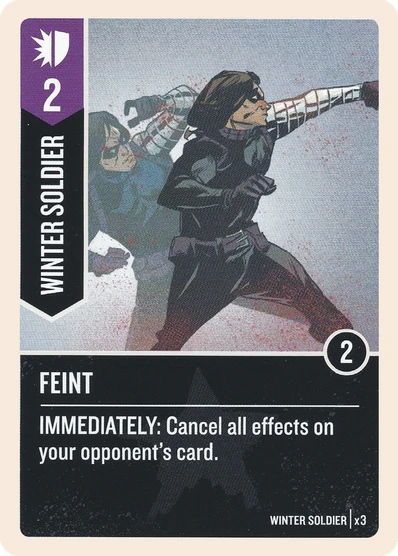 2
WINTER SOLDIER
2
FEINT
IMMEDIATELY: Cancel all effects on
your opponent's card.
WINTER SOLDIER | x3